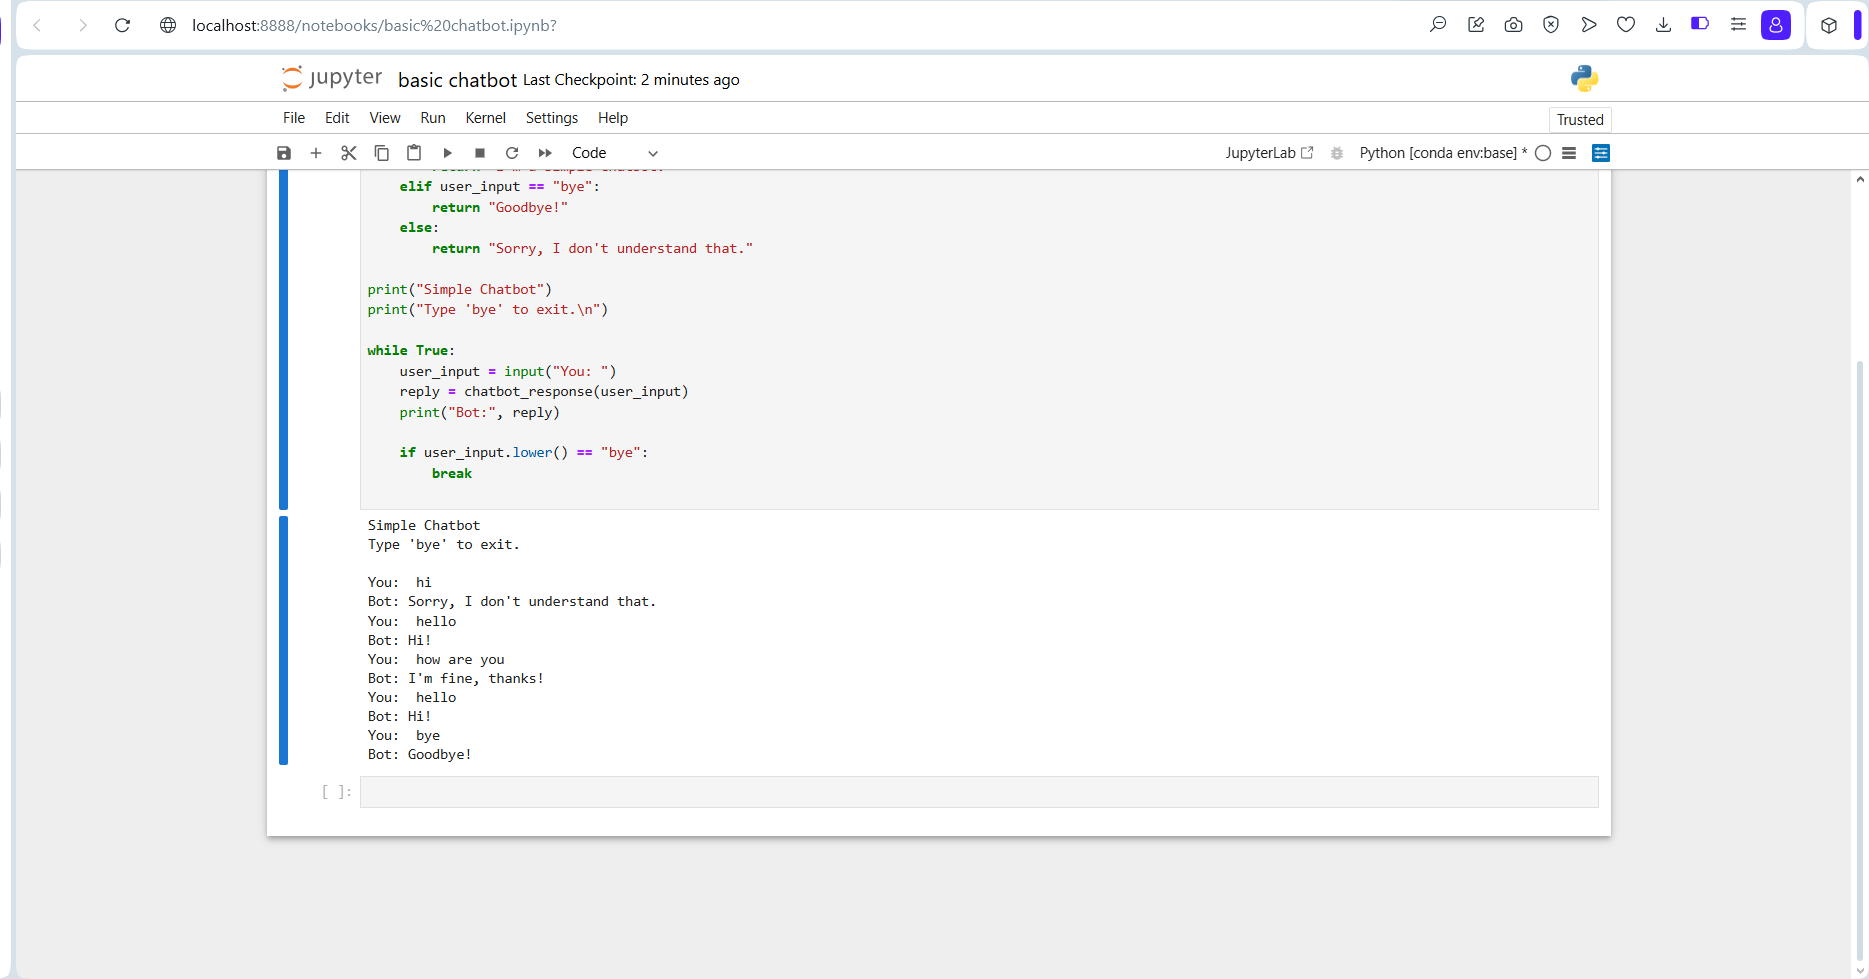 localhost:8888/notebooks/basic%20chatbot.ipynb?
jupyter basic chatbot Last Checkpoint: 2 minutes ago
File Edit View Run Kernel Settings Help
Trusted
Code
JupyterLab
Python [conda env:base] *
    elif user_input == "bye":
        return "Goodbye!"
    else:
        return "Sorry, I don't understand that."
print("Simple Chatbot")
print("Type 'bye' to exit.\n")
while True:
    user_input = input("You: ")
    reply = chatbot_response(user_input)
    print("Bot:", reply)
    if user_input.lower() == "bye":
        break
Simple Chatbot
Type 'bye' to exit.
You:  hi
Bot: Sorry, I don't understand that.
You:  hello
Bot: Hi!
You:  how are you
Bot: I'm fine, thanks!
You:  hello
Bot: Hi!
You:  bye
Bot: Goodbye!
[ ]: